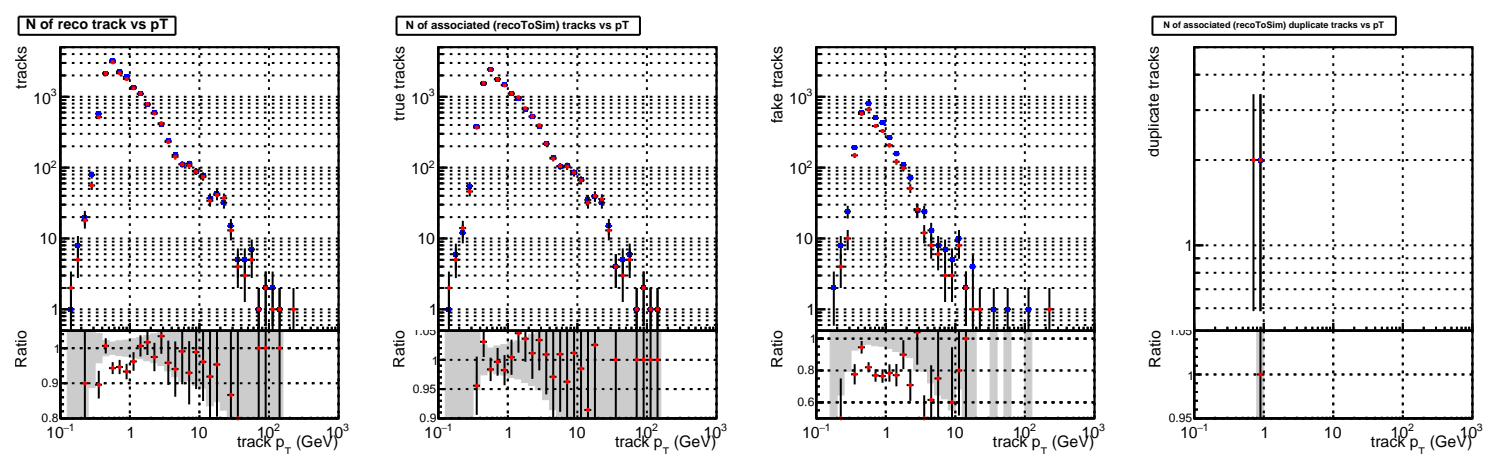 N of reco track vs pT
tracks
10³
10²
10
1
Ratio
1
0.9
0.8
10⁻¹ 1 10 10² 10³
track p_T (GeV)
N of associated (recoToSim) tracks vs pT
true tracks
10³
10²
10
1
Ratio
1.05
1
0.95
0.9
10⁻¹ 1 10 10² 10³
track p_T (GeV)
fake tracks
10³
10²
10
1
Ratio
1
0.8
0.6
10⁻¹ 1 10 10² 10³
track p_T (GeV)
N of associated (recoToSim) duplicate tracks vs pT
duplicate tracks
1
Ratio
1.05
1
0.95
10⁻¹ 1 10 10² 10³
track p_T (GeV)